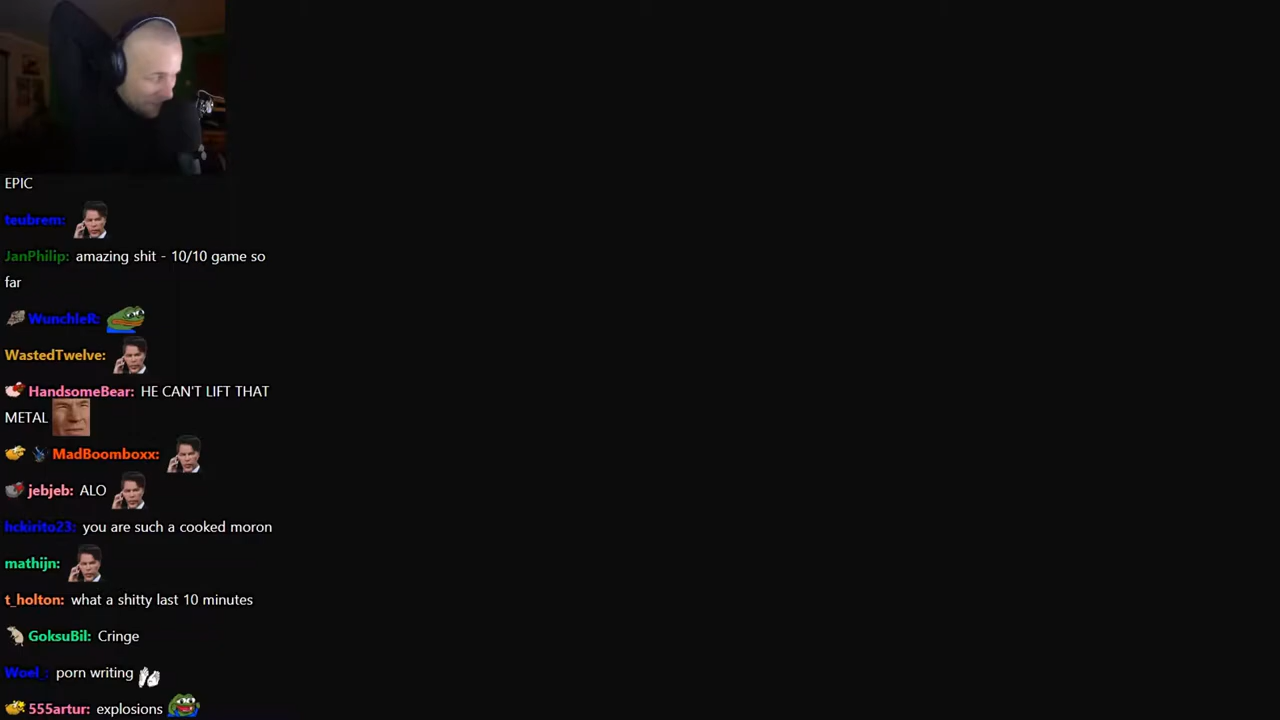 EPIC
teubrem:
JanPhilip: amazing shit - 10/10 game so
far
WunchleR:
WastedTwelve:
HandsomeBear: HE CAN'T LIFT THAT
METAL
MadBoomboxx:
jebjeb: ALO
hckirito23: you are such a cooked moron
mathijn:
t_holton: what a shitty last 10 minutes
GoksuBil: Cringe
Woel_: porn writing
555artur: explosions